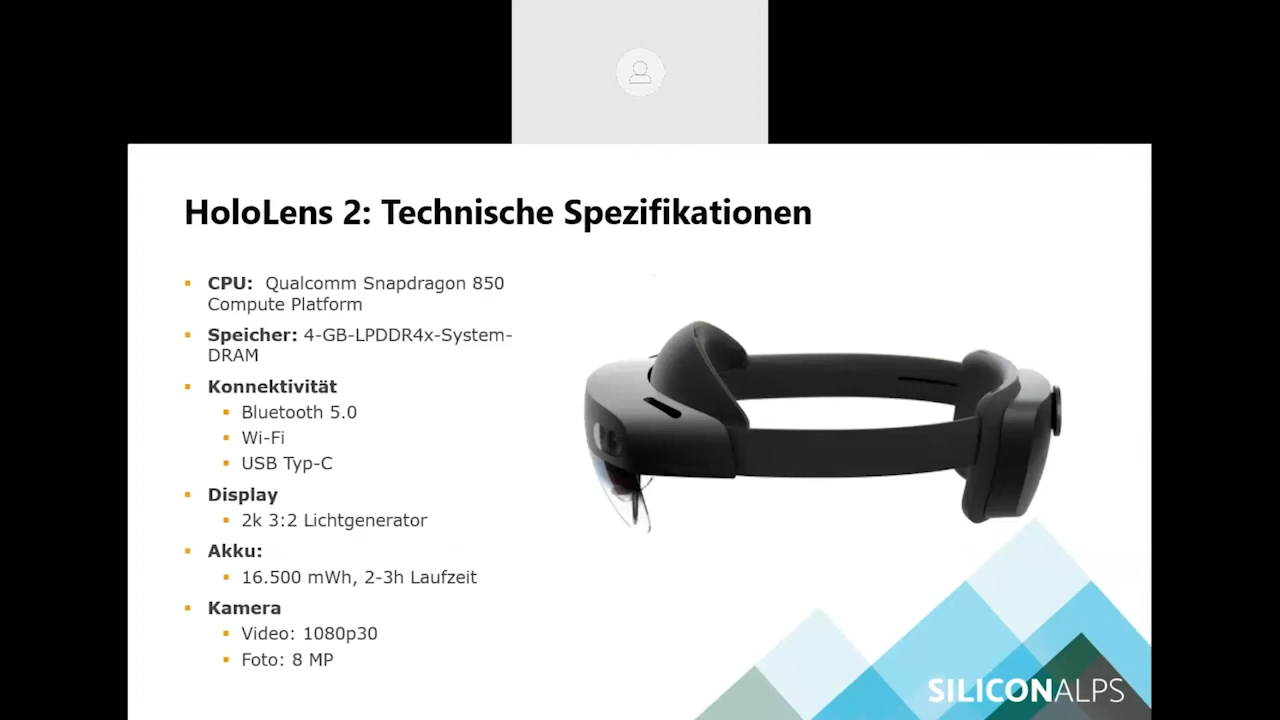 HoloLens 2: Technische Spezifikationen
CPU: Qualcomm Snapdragon 850
Compute Platform
Speicher: 4-GB-LPDDR4x-System-
DRAM
Konnektivität
Bluetooth 5.0
Wi-Fi
USB Typ-C
Display
2k 3:2 Lichtgenerator
Akku:
16.500 mWh, 2-3h Laufzeit
Kamera
Video: 1080p30
Foto: 8 MP
SILICONALPS